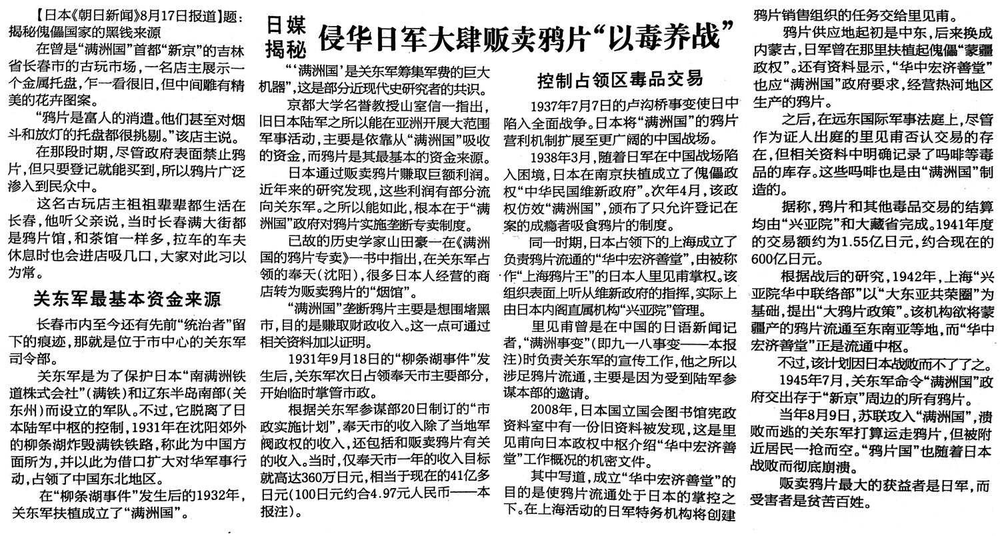 【日本《朝日新闻》8月17日报道】题：
揭秘傀儡国家的黑钱来源
在曾是“满洲国”首都“新京”的吉林
省长春市的古玩市场，一名店主展示一
个金属托盘，乍一看很旧，但中间雕有精
美的花卉图案。
“鸦片是富人的消遣。他们甚至对烟
斗和放灯的托盘都很挑剔。”该店主说。
在那段时期，尽管政府表面禁止鸦
片，但只要登记就能买到，所以鸦片广泛
渗入到民众中。
这名古玩店主祖祖辈辈都生活在
长春，他听父亲说，当时长春满大街都
是鸦片馆，和茶馆一样多，拉车的车夫
休息时也会进店吸几口，大家对此习以
为常。
关东军最基本资金来源
长春市内至今还有先前“统治者”留
下的痕迹，那就是位于市中心的关东军
司令部。
关东军是为了保护日本“南满洲铁
道株式会社”（满铁）和辽东半岛南部（关
东州）而设立的军队。不过，它脱离了日
本陆军中枢的控制，1931年在沈阳郊外
的柳条湖炸毁满铁铁路，称此为中国方
面所为，并以此为借口扩大对华军事行
动，占领了中国东北地区。
在“柳条湖事件”发生后的1932年，
关东军扶植成立了“满洲国”。
日媒
揭秘
侵华日军大肆贩卖鸦片“以毒养战”
“‘满洲国’是关东军筹集军费的巨大
机器”，这是部分近现代史研究者的共识。
京都大学名誉教授山室信一指出，
旧日本陆军之所以能在亚洲开展大范围
军事活动，主要是依靠从“满洲国”吸收
的资金，而鸦片是其最基本的资金来源。
日本通过贩卖鸦片赚取巨额利润。
近年来的研究发现，这些利润有部分流
向关东军。之所以能如此，根本在于“满
洲国”政府对鸦片实施垄断专卖制度。
已故的历史学家山田豪一在《满洲
国的鸦片专卖》一书中指出，在关东军占
领的奉天（沈阳），很多日本人经营的商
店转为贩卖鸦片的“烟馆”。
“满洲国”垄断鸦片主要是想围堵黑
市，目的是赚取财政收入。这一点可通过
相关资料加以证明。
1931年9月18日的“柳条湖事件”发
生后，关东军次日占领奉天市主要部分，
开始临时掌管市政。
根据关东军参谋部20日制订的“市
政实施计划”，奉天市的收入除了当地军
阀政权的收入，还包括和贩卖鸦片有关
的收入。当时，仅奉天市一年的收入目标
就高达360万日元，相当于现在的41亿多
日元（100日元约合4.97元人民币——本
报注）。
控制占领区毒品交易
1937年7月7日的卢沟桥事变使日中
陷入全面战争。日本将“满洲国”的鸦片
营利机制扩展至更广阔的中国战场。
1938年3月，随着日军在中国战场陷
入困境，日本在南京扶植成立了傀儡政
权“中华民国维新政府”。次年4月，该政
权仿效“满洲国”，颁布了只允许登记在
案的成瘾者吸食鸦片的制度。
同一时期，日本占领下的上海成立了
负责鸦片流通的“华中宏济善堂”，由被称
作“上海鸦片王”的日本人里见甫掌权。该
组织表面上听从维新政府的指挥，实际上
由日本内阁直属机构“兴亚院”管理。
里见甫曾是在中国的日语新闻记
者，“满洲事变”（即九一八事变——本报
注）时负责关东军的宣传工作，他之所以
涉足鸦片流通，主要是因为受到陆军参
谋本部的邀请。
2008年，日本国立国会图书馆宪政
资料室中有一份旧资料被发现，这是里
见甫向日本政权中枢介绍“华中宏济善
堂”工作概况的机密文件。
其中写道，成立“华中宏济善堂”的
目的是使鸦片流通处于日本的掌控之
下。在上海活动的日军特务机构将创建
鸦片销售组织的任务交给里见甫。
鸦片供应地起初是中东，后来换成
内蒙古，日军曾在那里扶植起傀儡“蒙疆
政权”。还有资料显示，“华中宏济善堂”
也应“满洲国”政府要求，经营热河地区
生产的鸦片。
之后，在远东国际军事法庭上，尽管
作为证人出庭的里见甫否认交易的存
在，但相关资料中明确记录了吗啡等毒
品的库存。这些吗啡也是由“满洲国”制
造的。
据称，鸦片和其他毒品交易的结算
均由“兴亚院”和大藏省完成。1941年度
的交易额约为1.55亿日元，约合现在的
600亿日元。
根据战后的研究，1942年，上海“兴
亚院华中联络部”以“大东亚共荣圈”为
基础，提出“大鸦片政策”。该机构欲将蒙
疆产的鸦片流通至东南亚等地，而“华中
宏济善堂”正是流通中枢。
不过，该计划因日本战败而不了了之。
1945年7月，关东军命令“满洲国”政
府交出存于“新京”周边的所有鸦片。
当年8月9日，苏联攻入“满洲国”，溃
败而逃的关东军打算运走鸦片，但被附
近居民一抢而空。“鸦片国”也随着日本
战败而彻底崩溃。
贩卖鸦片最大的获益者是日军，而
受害者是贫苦百姓。